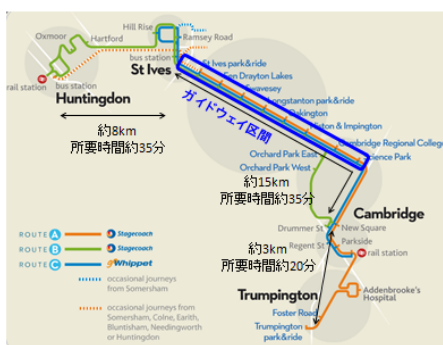 Hill Rise
Oxmoor
Hartford
Ramsey Road
bus station
St Ives
St Ives park&ride
Fen Drayton Lakes
Swavesey
Longstanton park&ride
Oakington
Histon & Impington
Cambridge Regional College
Science Park
rail station
bus station
Huntingdon
ガイドウェイ区間
約8km
所要時間約35分
Orchard Park East
Orchard Park West
約15km
所要時間約35分
Cambridge
Drummer St
New Square
Regent St
Parkside
rail station
約3km
所要時間約20分
Trumpington
Addenbrooke's
Hospital
Foster Road
Trumpington
park&ride
ROUTE A Stagecoach
ROUTE B Stagecoach
ROUTE C Whippet
occasional journeys
from Somersham
occasional journeys from
Somersham, Colne, Earith,
Bluntisham, Needingworth
or Huntingdon